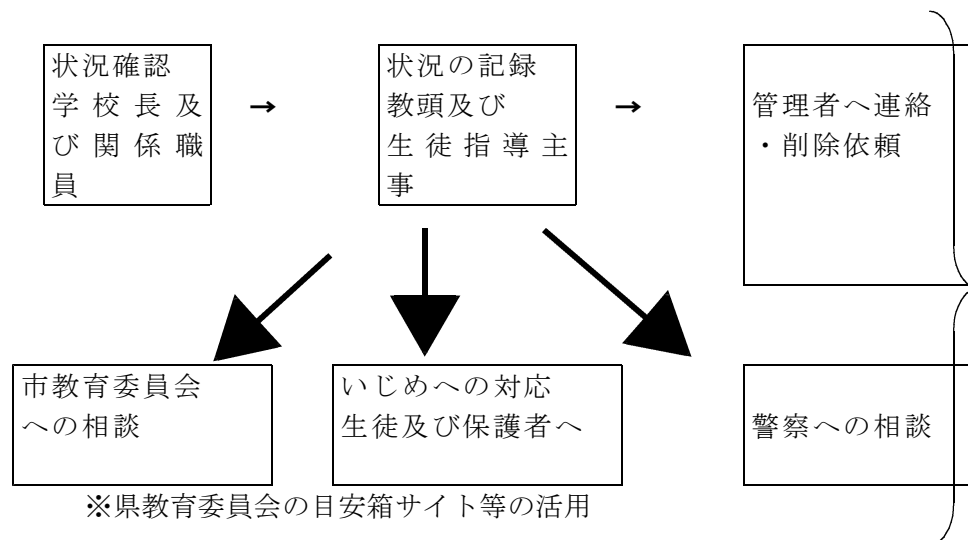 状況確認
学校長及
び関係職
員
→
状況の記録
教頭及び
生徒指導主
事
→
管理者へ連絡
・削除依頼
市教育委員会
への相談
いじめへの対応
生徒及び保護者へ
警察への相談
※県教育委員会の目安箱サイト等の活用